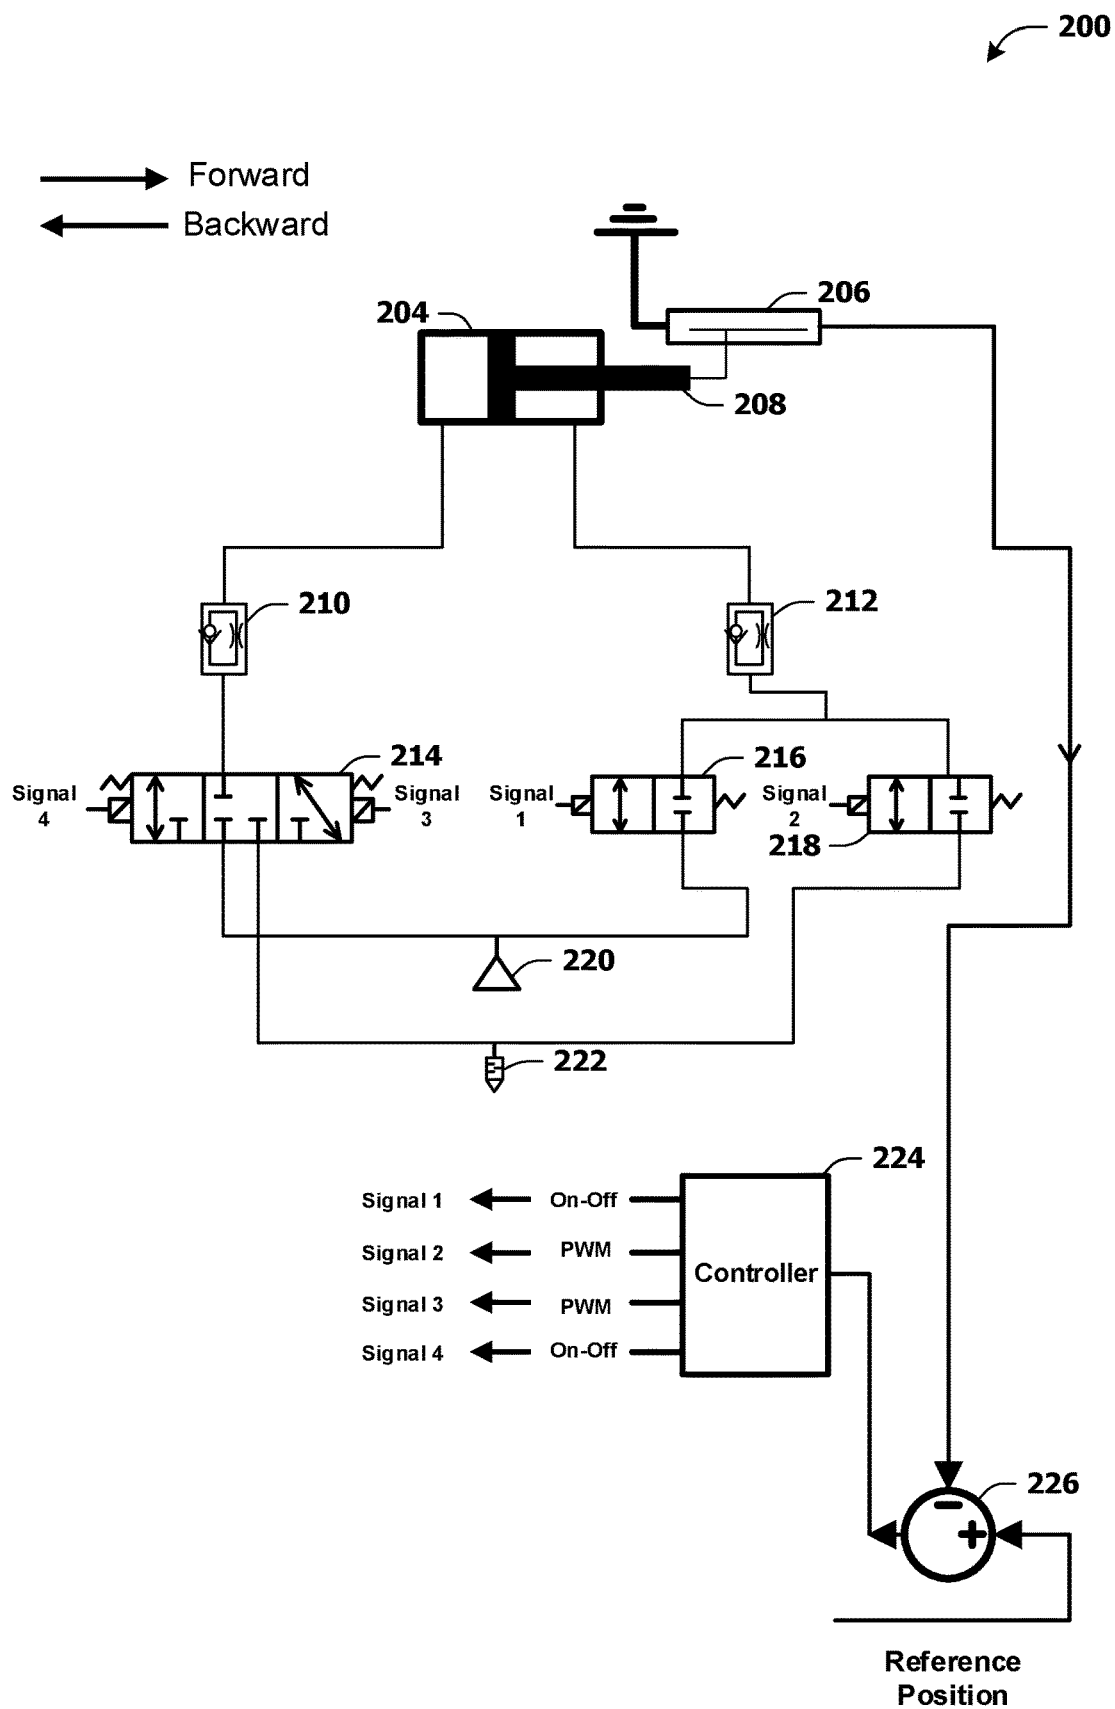 200
Forward
Backward
206
204
208
210
212
214
216
Signal
4
Signal
3
Signal
1
Signal
2
218
220
222
224
Signal 1 On-Off
Signal 2 PWM
Controller
Signal 3 PWM
Signal 4 On-Off
226
Reference
Position